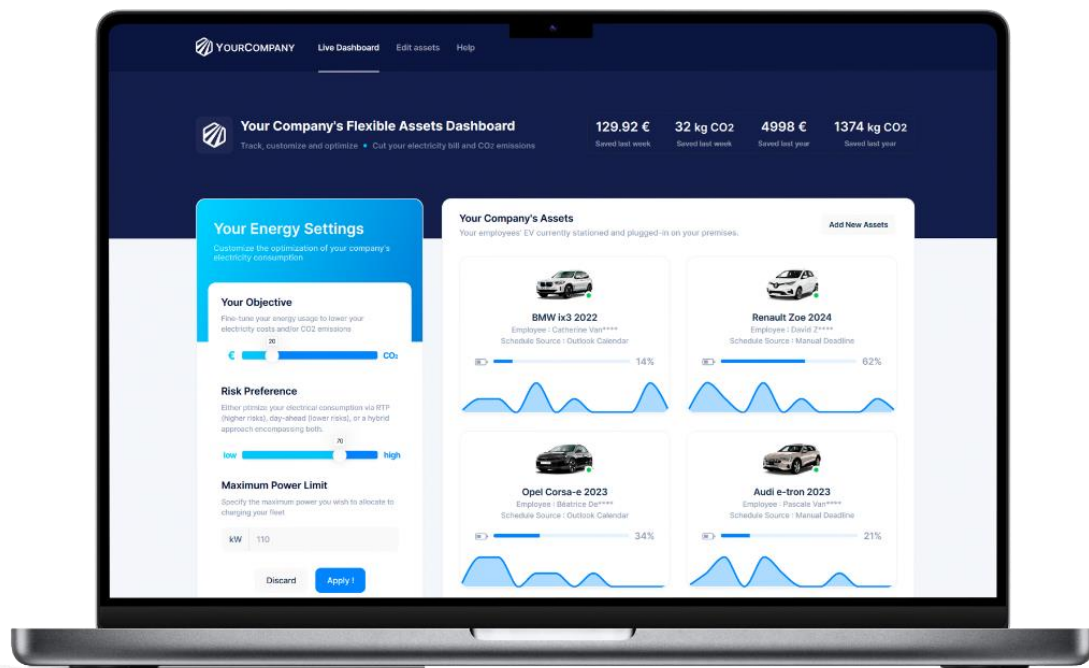 YOURCOMPANY
Live Dashboard
Edit assets
Help
Your Company's Flexible Assets Dashboard
Track, customize and optimize • Cut your electricity bill and CO2 emissions
129.92 €
Saved last week
32 kg CO2
Saved last week
4998 €
Saved last year
1374 kg CO2
Saved last year
Your Energy Settings
Customize the optimization of your company's
electricity consumption
Your Objective
Fine-tune your energy usage to lower your
electricity costs and/or CO2 emissions
20
€
CO2
Risk Preference
Either ptimize your electrical consumption via RTP
(higher risks), day-ahead (lower risks), or a hybrid
approach encompassing both.
70
low
high
Maximum Power Limit
Specify the maximum power you wish to allocate to
charging your fleet
kW 110
Discard
Apply !
Your Company's Assets
Your employees' EV currently stationed and plugged-in on your premises.
Add New Assets
BMW ix3 2022
Employee : Catherine Van****
Schedule Source : Outlook Calendar
14%
Renault Zoe 2024
Employee : David Z****
Schedule Source : Manual Deadline
62%
Opel Corsa-e 2023
Employee : Béatrice De****
Schedule Source : Outlook Calendar
34%
Audi e-tron 2023
Employee : Pascale Van****
Schedule Source : Manual Deadline
21%